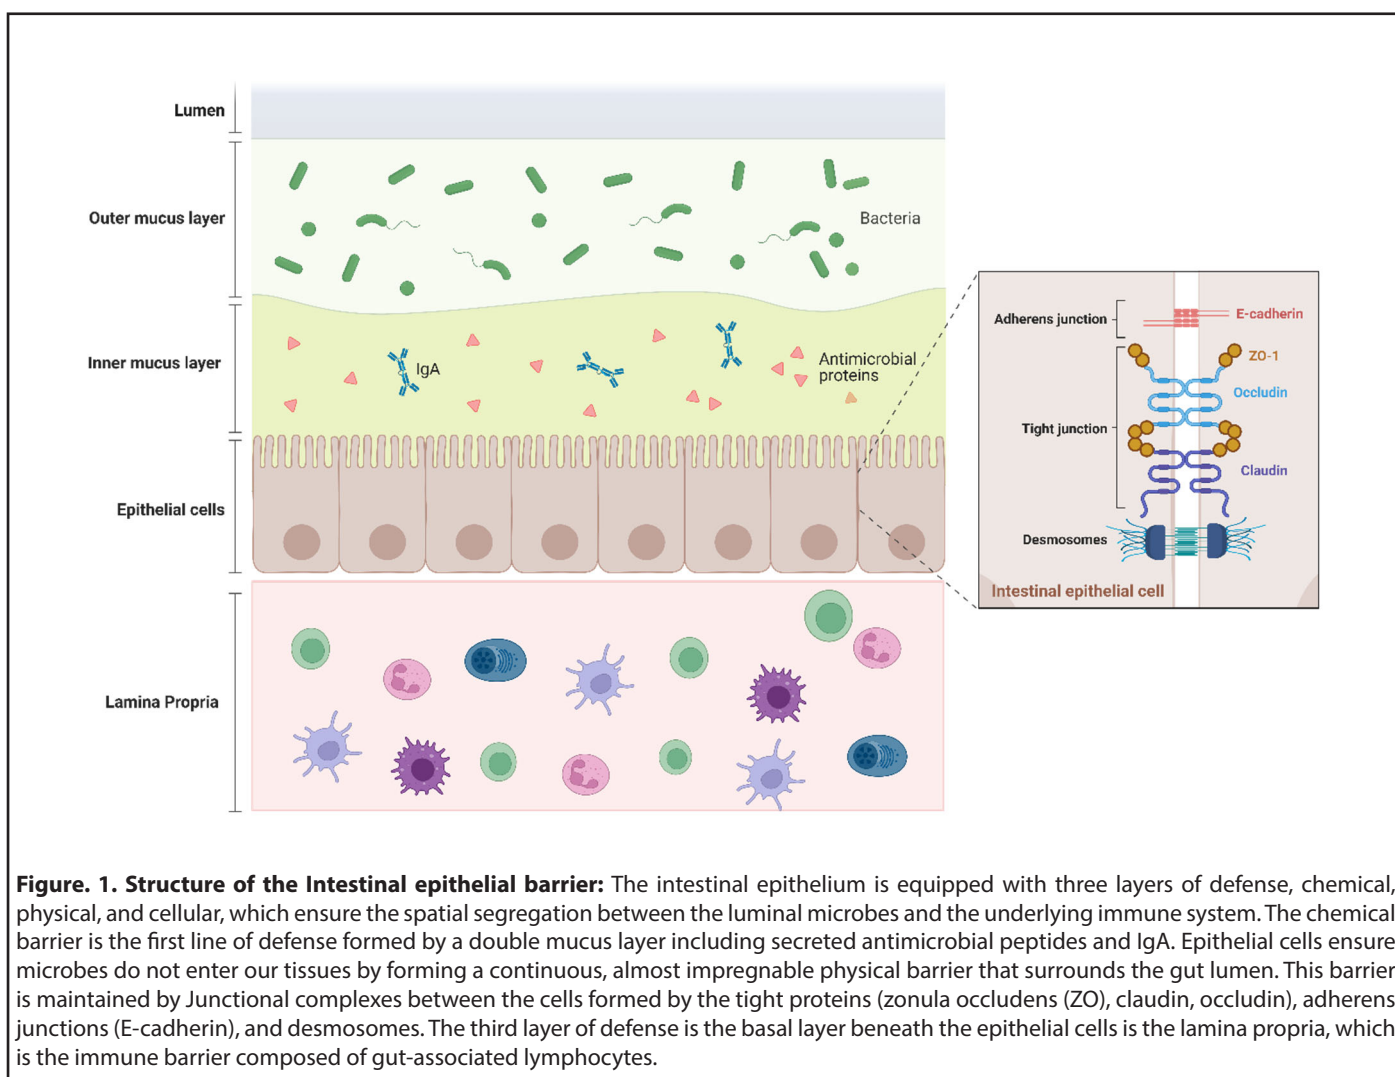 Lumen
Outer mucus layer
Bacteria
Inner mucus layer
IgA
Antimicrobial
proteins
Epithelial cells
Lamina Propria
Adherens junction
E-cadherin
ZO-1
Occludin
Tight junction
Claudin
Desmosomes
Intestinal epithelial cell
Figure. 1. Structure of the Intestinal epithelial barrier: The intestinal epithelium is equipped with three layers of defense, chemical,
physical, and cellular, which ensure the spatial segregation between the luminal microbes and the underlying immune system. The chemical
barrier is the first line of defense formed by a double mucus layer including secreted antimicrobial peptides and IgA. Epithelial cells ensure
microbes do not enter our tissues by forming a continuous, almost impregnable physical barrier that surrounds the gut lumen. This barrier
is maintained by Junctional complexes between the cells formed by the tight proteins (zonula occludens (ZO), claudin, occludin), adherens
junctions (E-cadherin), and desmosomes. The third layer of defense is the basal layer beneath the epithelial cells is the lamina propria, which
is the immune barrier composed of gut-associated lymphocytes.